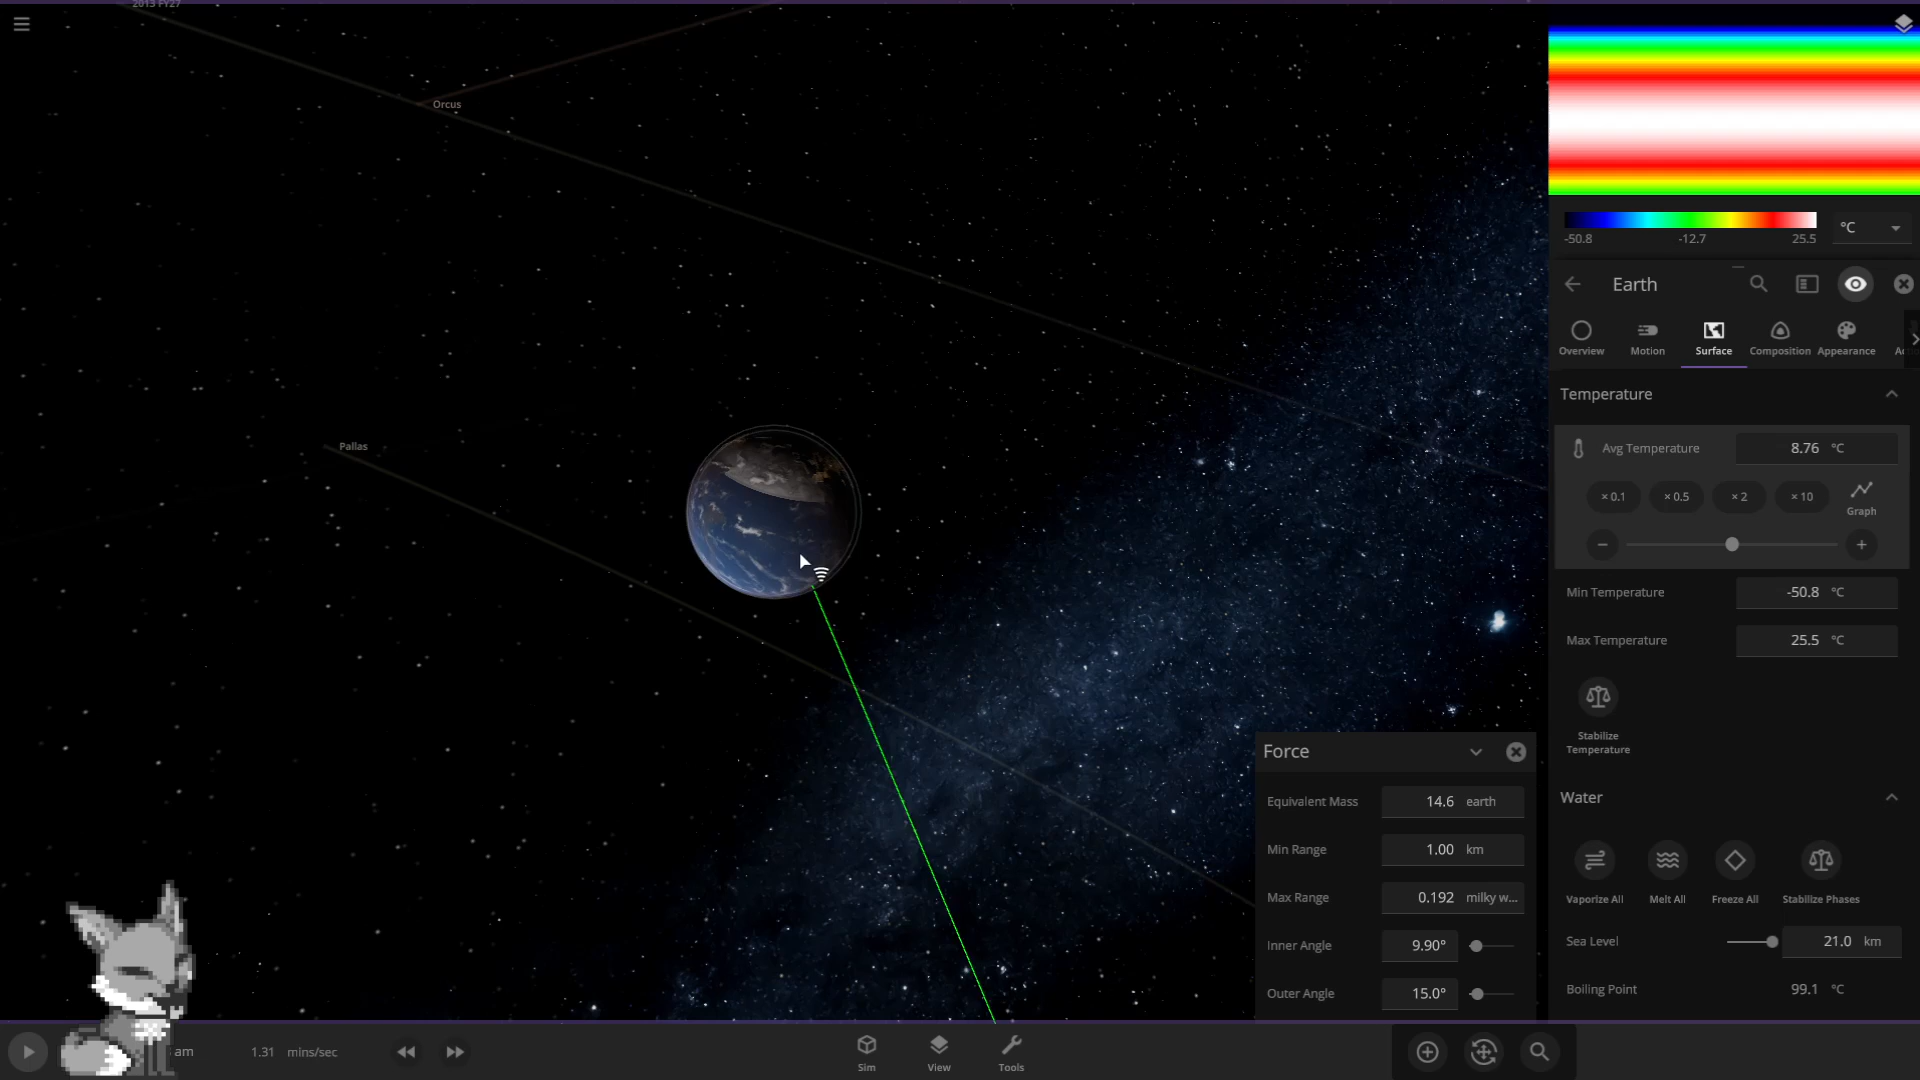 2013 FY27
Orcus
Pallas
-50.8
-12.7
25.5
°C
Earth
Overview
Motion
Surface
Composition
Appearance
Temperature
Avg Temperature 8.76 °C
× 0.1
× 0.5
× 2
× 10
Graph
Min Temperature -50.8 °C
Max Temperature 25.5 °C
Stabilize
Temperature
Water
Vaporize All
Melt All
Freeze All
Stabilize Phases
Sea Level 21.0 km
Boiling Point 99.1 °C
Force
Equivalent Mass 14.6 earth
Min Range 1.00 km
Max Range 0.192 milky w...
Inner Angle 9.90°
Outer Angle 15.0°
am
1.31 mins/sec
Sim
View
Tools